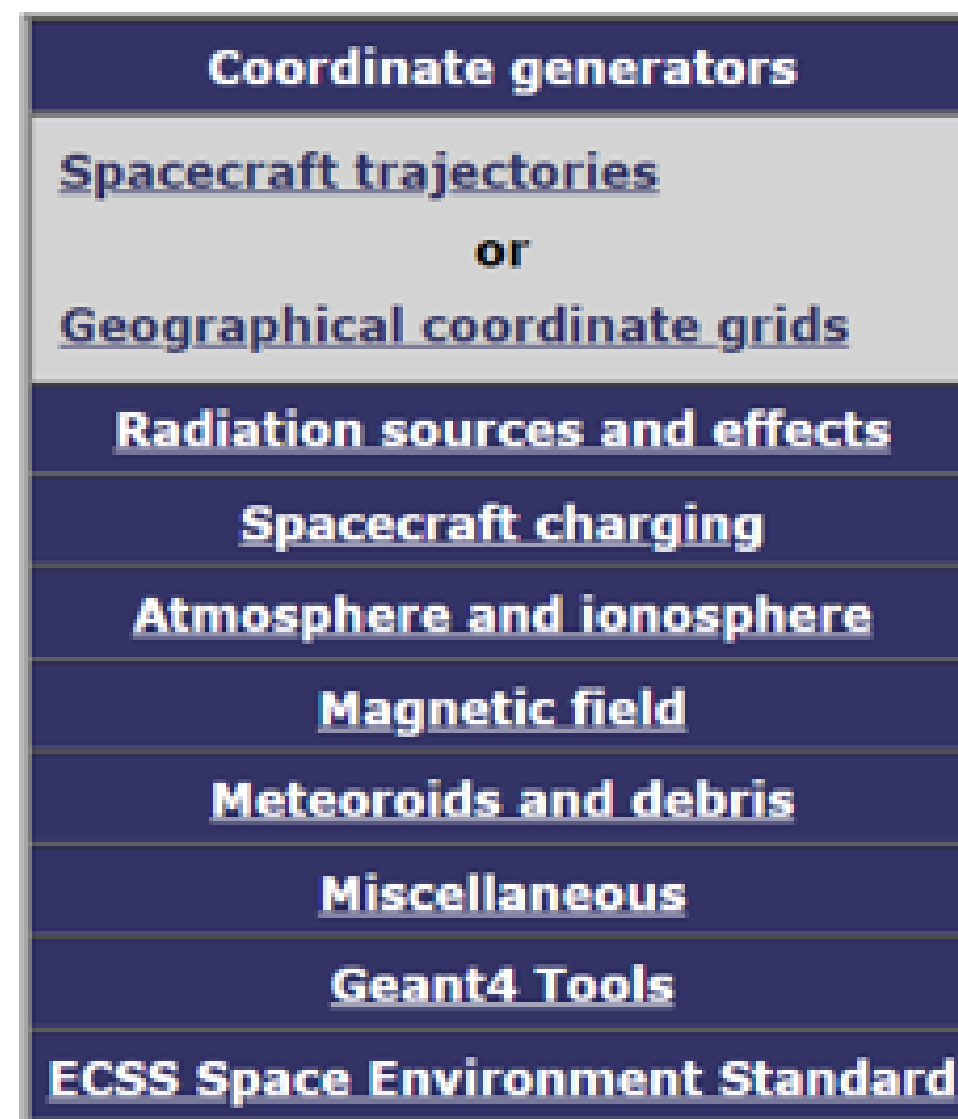 Coordinate generators
Spacecraft trajectories
or
Geographical coordinate grids
Radiation sources and effects
Spacecraft charging
Atmosphere and ionosphere
Magnetic field
Meteoroids and debris
Miscellaneous
Geant4 Tools
ECSS Space Environment Standard